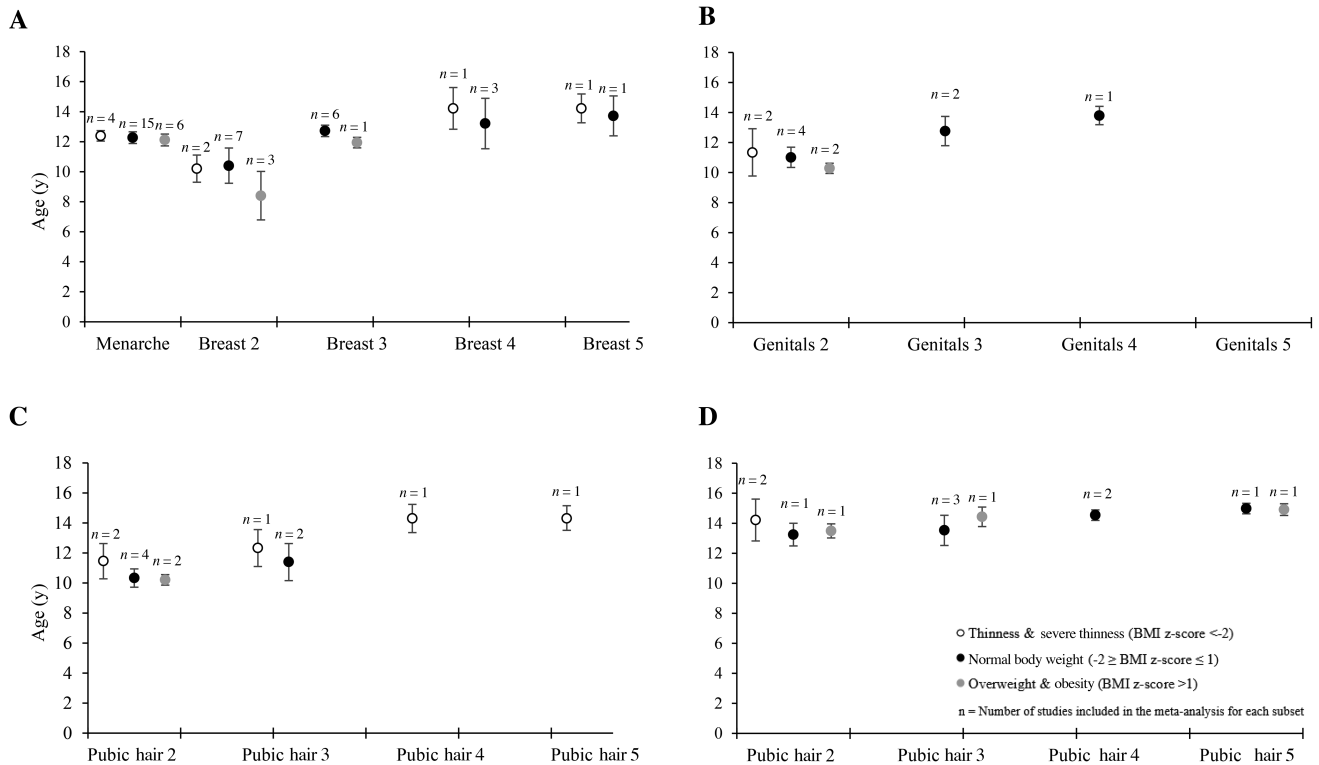 A
18
16
14
12
10
8
6
4
2
0
Age (y)
n = 4
n = 15
n = 6
n = 2
n = 7
n = 3
n = 6
n = 1
n = 1
n = 3
n = 1
n = 1
Menarche Breast 2 Breast 3 Breast 4 Breast 5
B
18
16
14
12
10
8
6
4
2
0
n = 2
n = 4
n = 2
n = 2
n = 1
Genitals 2 Genitals 3 Genitals 4 Genitals 5
C
18
16
14
12
10
8
6
4
2
0
Age (y)
n = 2
n = 4
n = 2
n = 1
n = 2
n = 1
n = 1
Pubic hair 2 Pubic hair 3 Pubic hair 4 Pubic hair 5
D
18
16
14
12
10
8
6
4
2
0
n = 2
n = 1
n = 1
n = 3
n = 1
n = 2
n = 1
n = 1
Thinness & severe thinness (BMI z-score <-2)
Normal body weight (-2 ≥ BMI z-score ≤ 1)
Overweight & obesity (BMI z-score >1)
n = Number of studies included in the meta-analysis for each subset
Pubic hair 2 Pubic hair 3 Pubic hair 4 Pubic hair 5